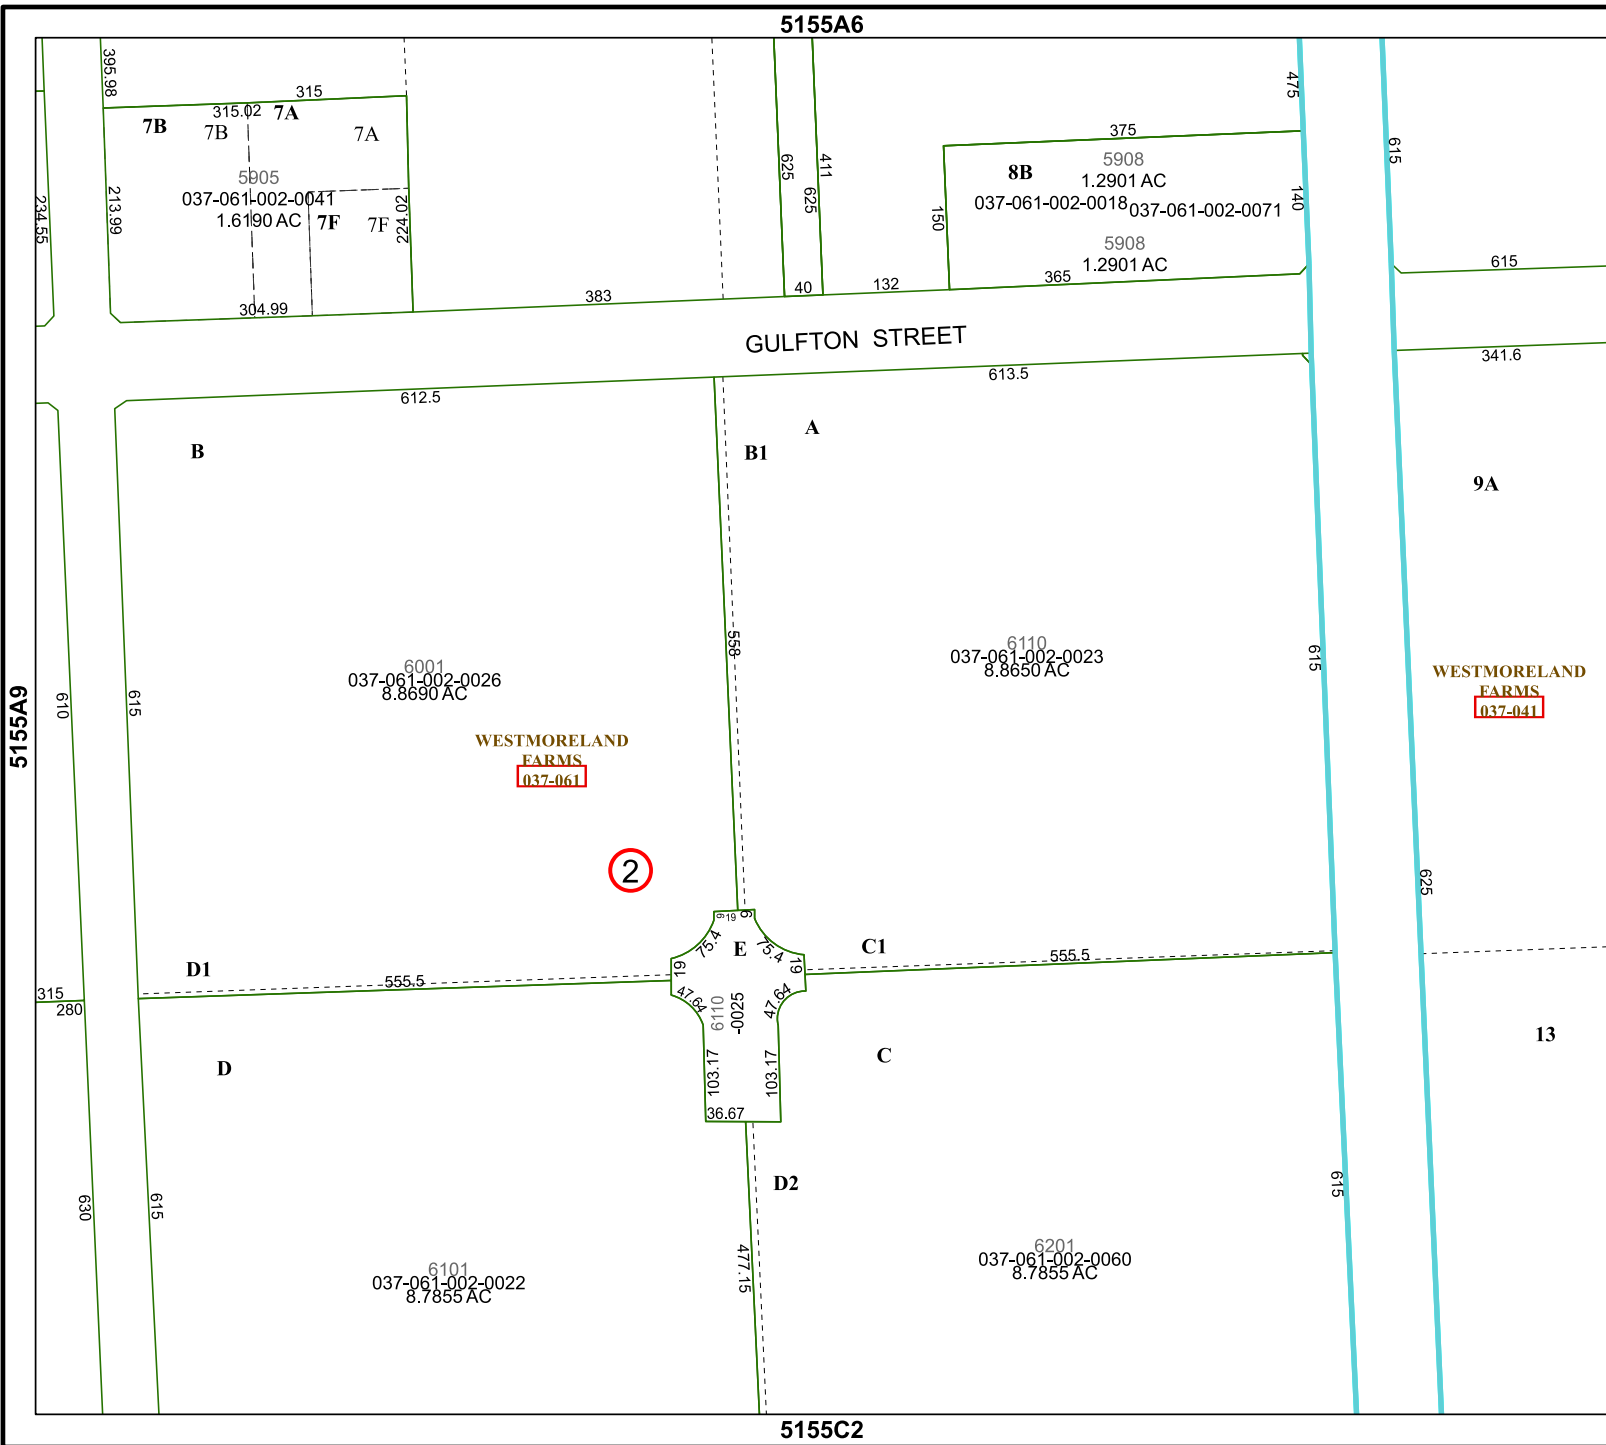 5155A6
395.98
315
315.02
7B
7B
7A
7A
5905
037-061-002-0041
1.6190 AC
7F
7F
234.55
213.99
224.02
304.99
625
411
625
475
615
375
8B
5908
1.2901 AC
037-061-002-0018
037-061-002-0071
150
140
5908
1.2901 AC
365
383
40
132
615
GULFTON STREET
341.6
612.5
613.5
B
B1
A
9A
558
6001
037-061-002-0026
8.8690 AC
6110
037-061-002-0023
8.8650 AC
615
5155A9
610
615
WESTMORELAND
FARMS
037-061
WESTMORELAND
FARMS
037-041
2
625
9
19
9
75.4
E
75.4
C1
555.5
D1
555.5
19
19
315
280
47.64
6110
-0025
47.64
13
D
C
103.17
103.17
36.67
D2
630
615
615
477.15
6101
037-061-002-0022
8.7855 AC
6201
037-061-002-0060
8.7855 AC
5155C2